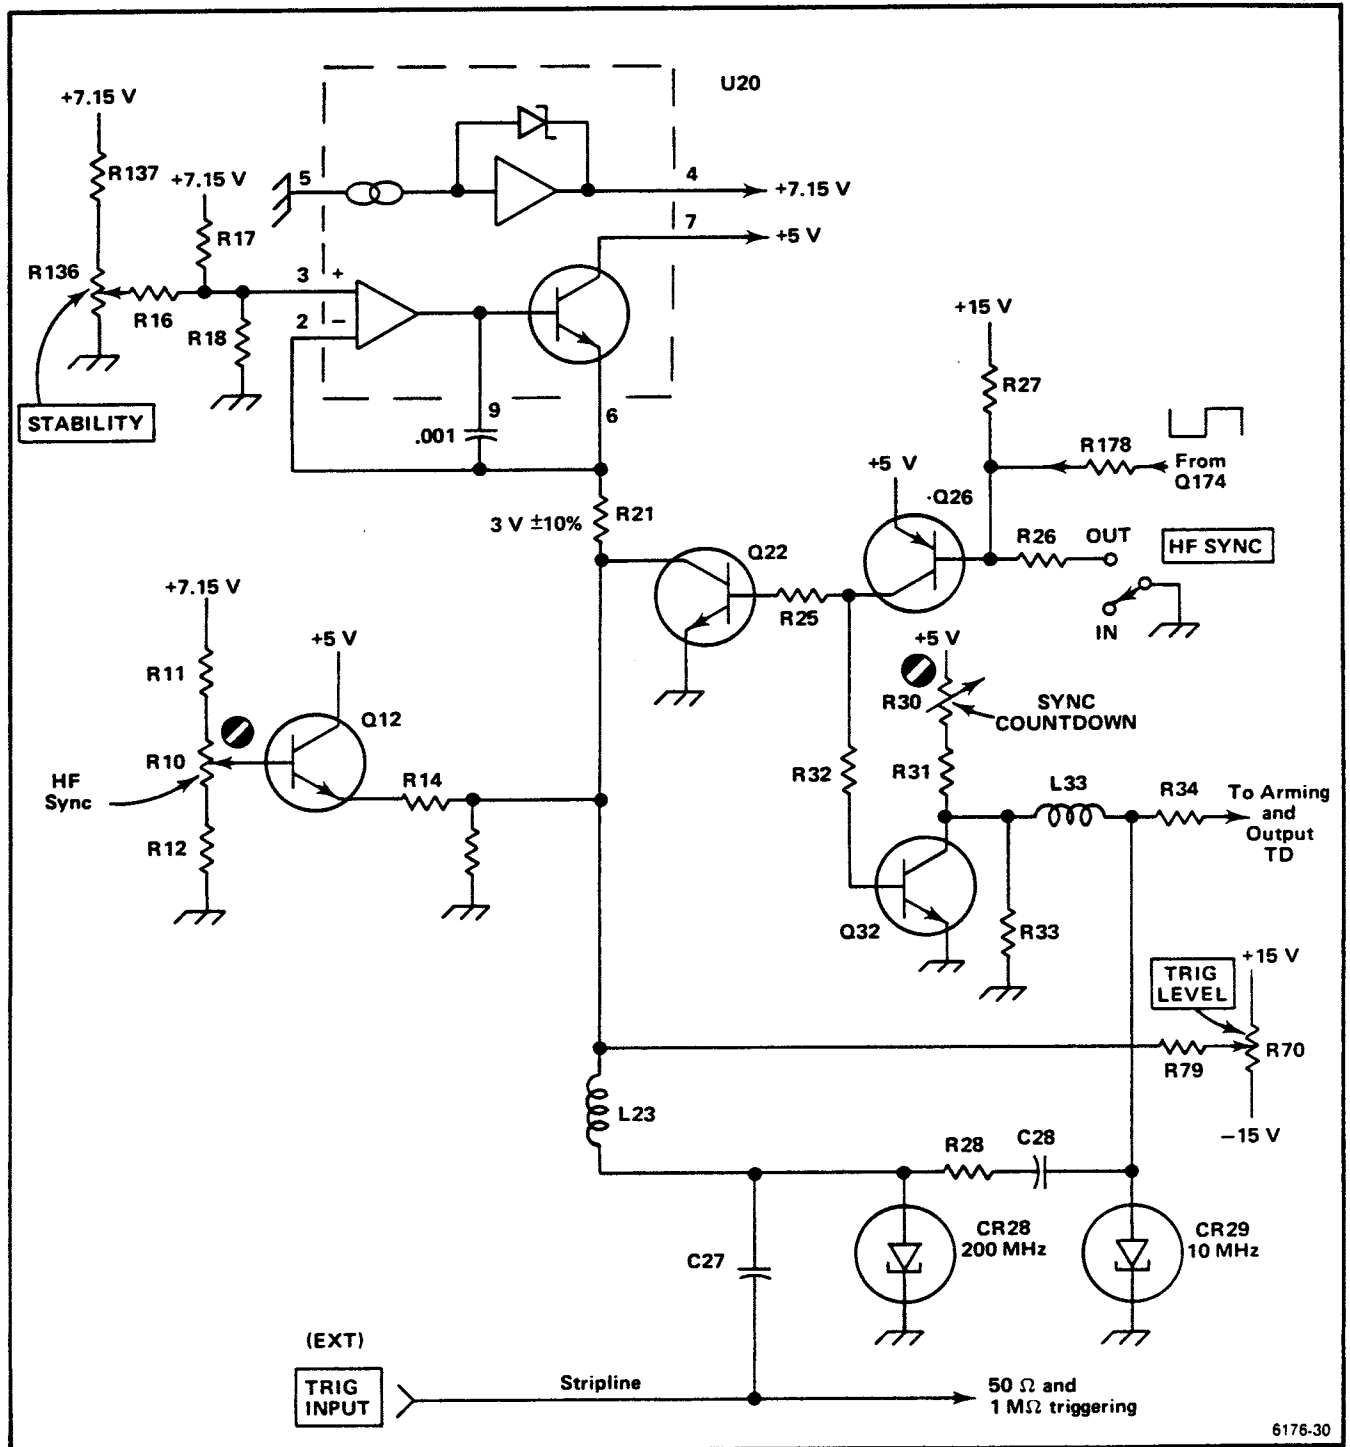 U20
+7.15 V
R137
+7.15 V
5
4
+7.15 V
7
+5 V
R17
R136
3 +
R16
2 −
R18
+15 V
STABILITY
9
6
.001
R27
R178
From
Q174
+5 V
Q26
R21
3 V ±10%
R26
OUT
HF SYNC
Q22
R25
IN
+7.15 V
+5 V
+5 V
R11
R30
SYNC
COUNTDOWN
Q12
R10
HF
Sync
R14
R32
R31
L33
R34
To Arming
and
Output
TD
R12
Q32
R33
+15 V
TRIG
LEVEL
R79
R70
L23
−15 V
R28
C28
CR28
200 MHz
CR29
10 MHz
C27
(EXT)
TRIG
INPUT
Stripline
50 Ω and
1 MΩ triggering
6176-30